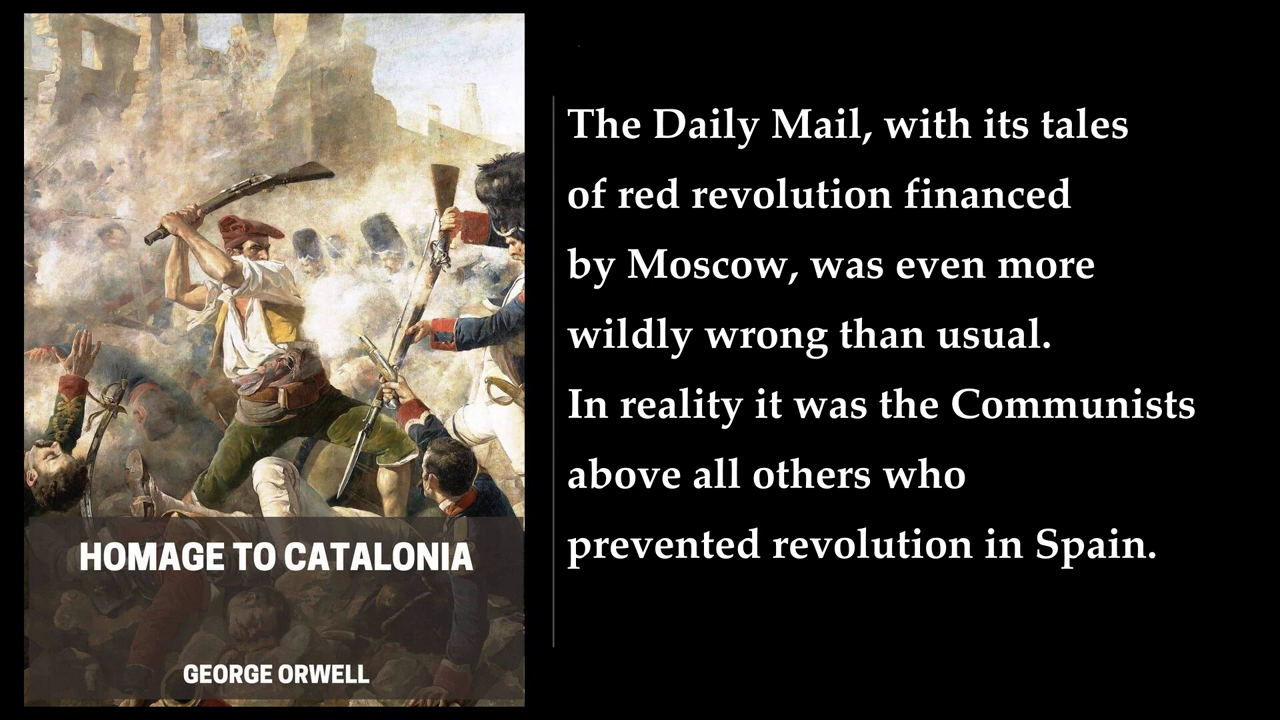 HOMAGE TO CATALONIA
GEORGE ORWELL
The Daily Mail, with its tales
of red revolution financed
by Moscow, was even more
wildly wrong than usual.
In reality it was the Communists
above all others who
prevented revolution in Spain.